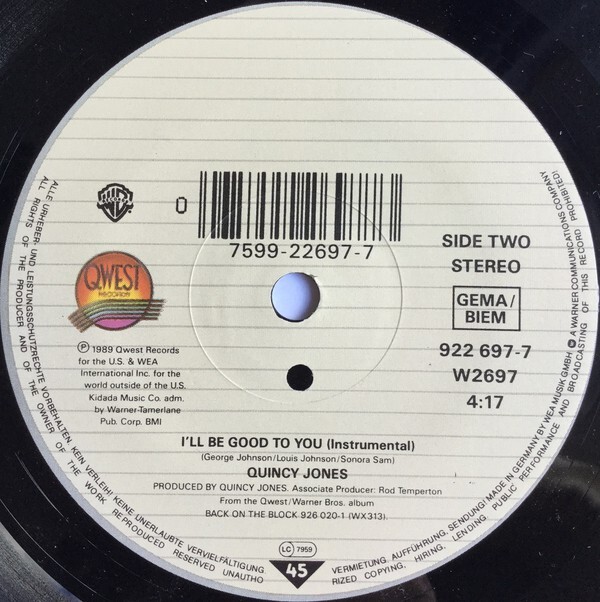 0
7599-22697-7
SIDE TWO
STEREO
GEMA/
BIEM
922 697-7
W2697
4:17
QWEST
RECORDS
Ⓟ 1989 Qwest Records
for the U.S. & WEA
International Inc. for the
world outside of the U.S.
Kidada Music Co. adm.
by Warner-Tamerlane
Pub. Corp. BMI
I'LL BE GOOD TO YOU (Instrumental)
(George Johnson/Louis Johnson/Sonora Sam)
QUINCY JONES
PRODUCED BY QUINCY JONES. Associate Producer: Rod Temperton
From the Qwest/Warner Bros. album
BACK ON THE BLOCK 926 020-1 (WX313).
LC 7959
45
ALLE URHEBER- UND LEISTUNGSSCHUTZRECHTE VORBEHALTEN. KEIN VERLEIH! KEINE UNERLAUBTE VERVIELFÄLTIGUNG, VERMIETUNG, AUFFÜHRUNG, SENDUNG! MADE IN GERMANY BY WEA MUSIK GMBH A WARNER COMMUNICATIONS COMPANY
ALL RIGHTS OF THE PRODUCER AND OF THE OWNER OF THE WORK REPRODUCED RESERVED UNAUTHORIZED COPYING, HIRING, LENDING, PUBLIC PERFORMANCE AND BROADCASTING OF THIS RECORD PROHIBITED!